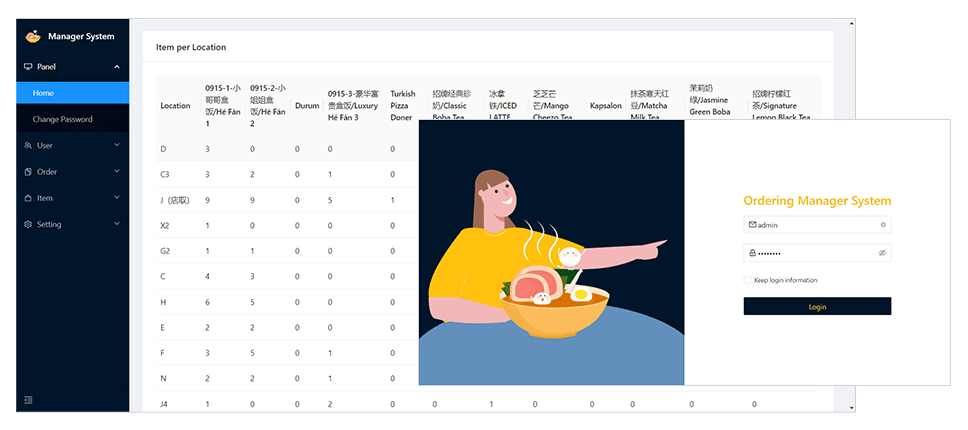 Manager System
Panel
Home
Change Password
User
Order
Item
Setting
Item per Location
Location 0915-1-小哥哥盒饭/Hé Fàn 1 0915-2-小姐姐盒饭/Hé Fàn 2 Durum 0915-3-豪华富贵盒饭/Luxury Hé Fàn 3 Turkish Pizza Doner 招牌经典珍奶/Classic Boba Tea 冰拿铁/ICED LATTE 芝芝芒芒/Mango Cheezo Tea Kapsalon 抹茶寒天红豆/Matcha Milk Tea 茉莉奶绿/Jasmine Green Boba 招牌柠檬红茶/Signature Lemon Black Tea
D 3 0 0 0 0
C3 3 2 0 1 0
J（店取） 9 9 0 5 1
X2 1 0 0 0 0
G2 1 1 0 0 0
C 4 3 0 0 0
H 6 5 0 0 0
E 2 2 0 0 0
F 3 5 0 1 0
N 2 2 0 1 0
J4 1 0 0 2 0 0 1 0 0 0 0 0
Ordering Manager System
admin
••••••••
Keep login information
Login